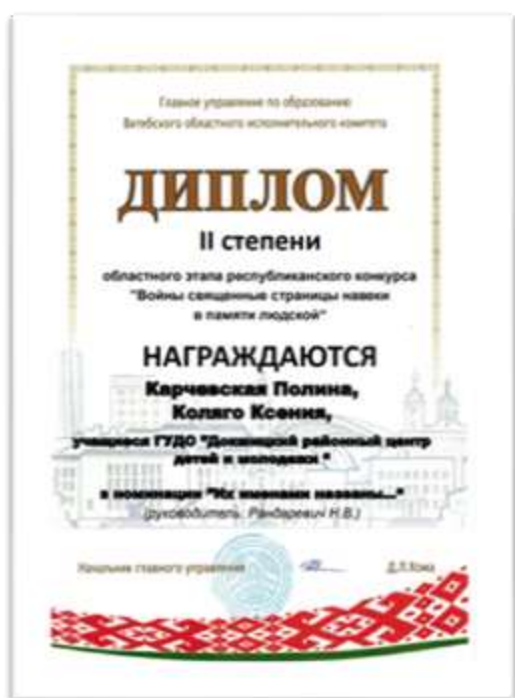 Главное управление по образованию
Витебского областного исполнительного комитета
ДИПЛОМ
II степени
областного этапа республиканского конкурса
"Войны священные страницы навеки
в памяти людской"
НАГРАЖДАЮТСЯ
Карчевская Полина,
Коляго Ксения,
учащиеся ГУДО "Докшицкий районный центр
детей и молодежи "
в номинации "Их именами названы..."
(руководитель: Рандаревич Н.В.)
Начальник главного управления
Д.Л.Хома